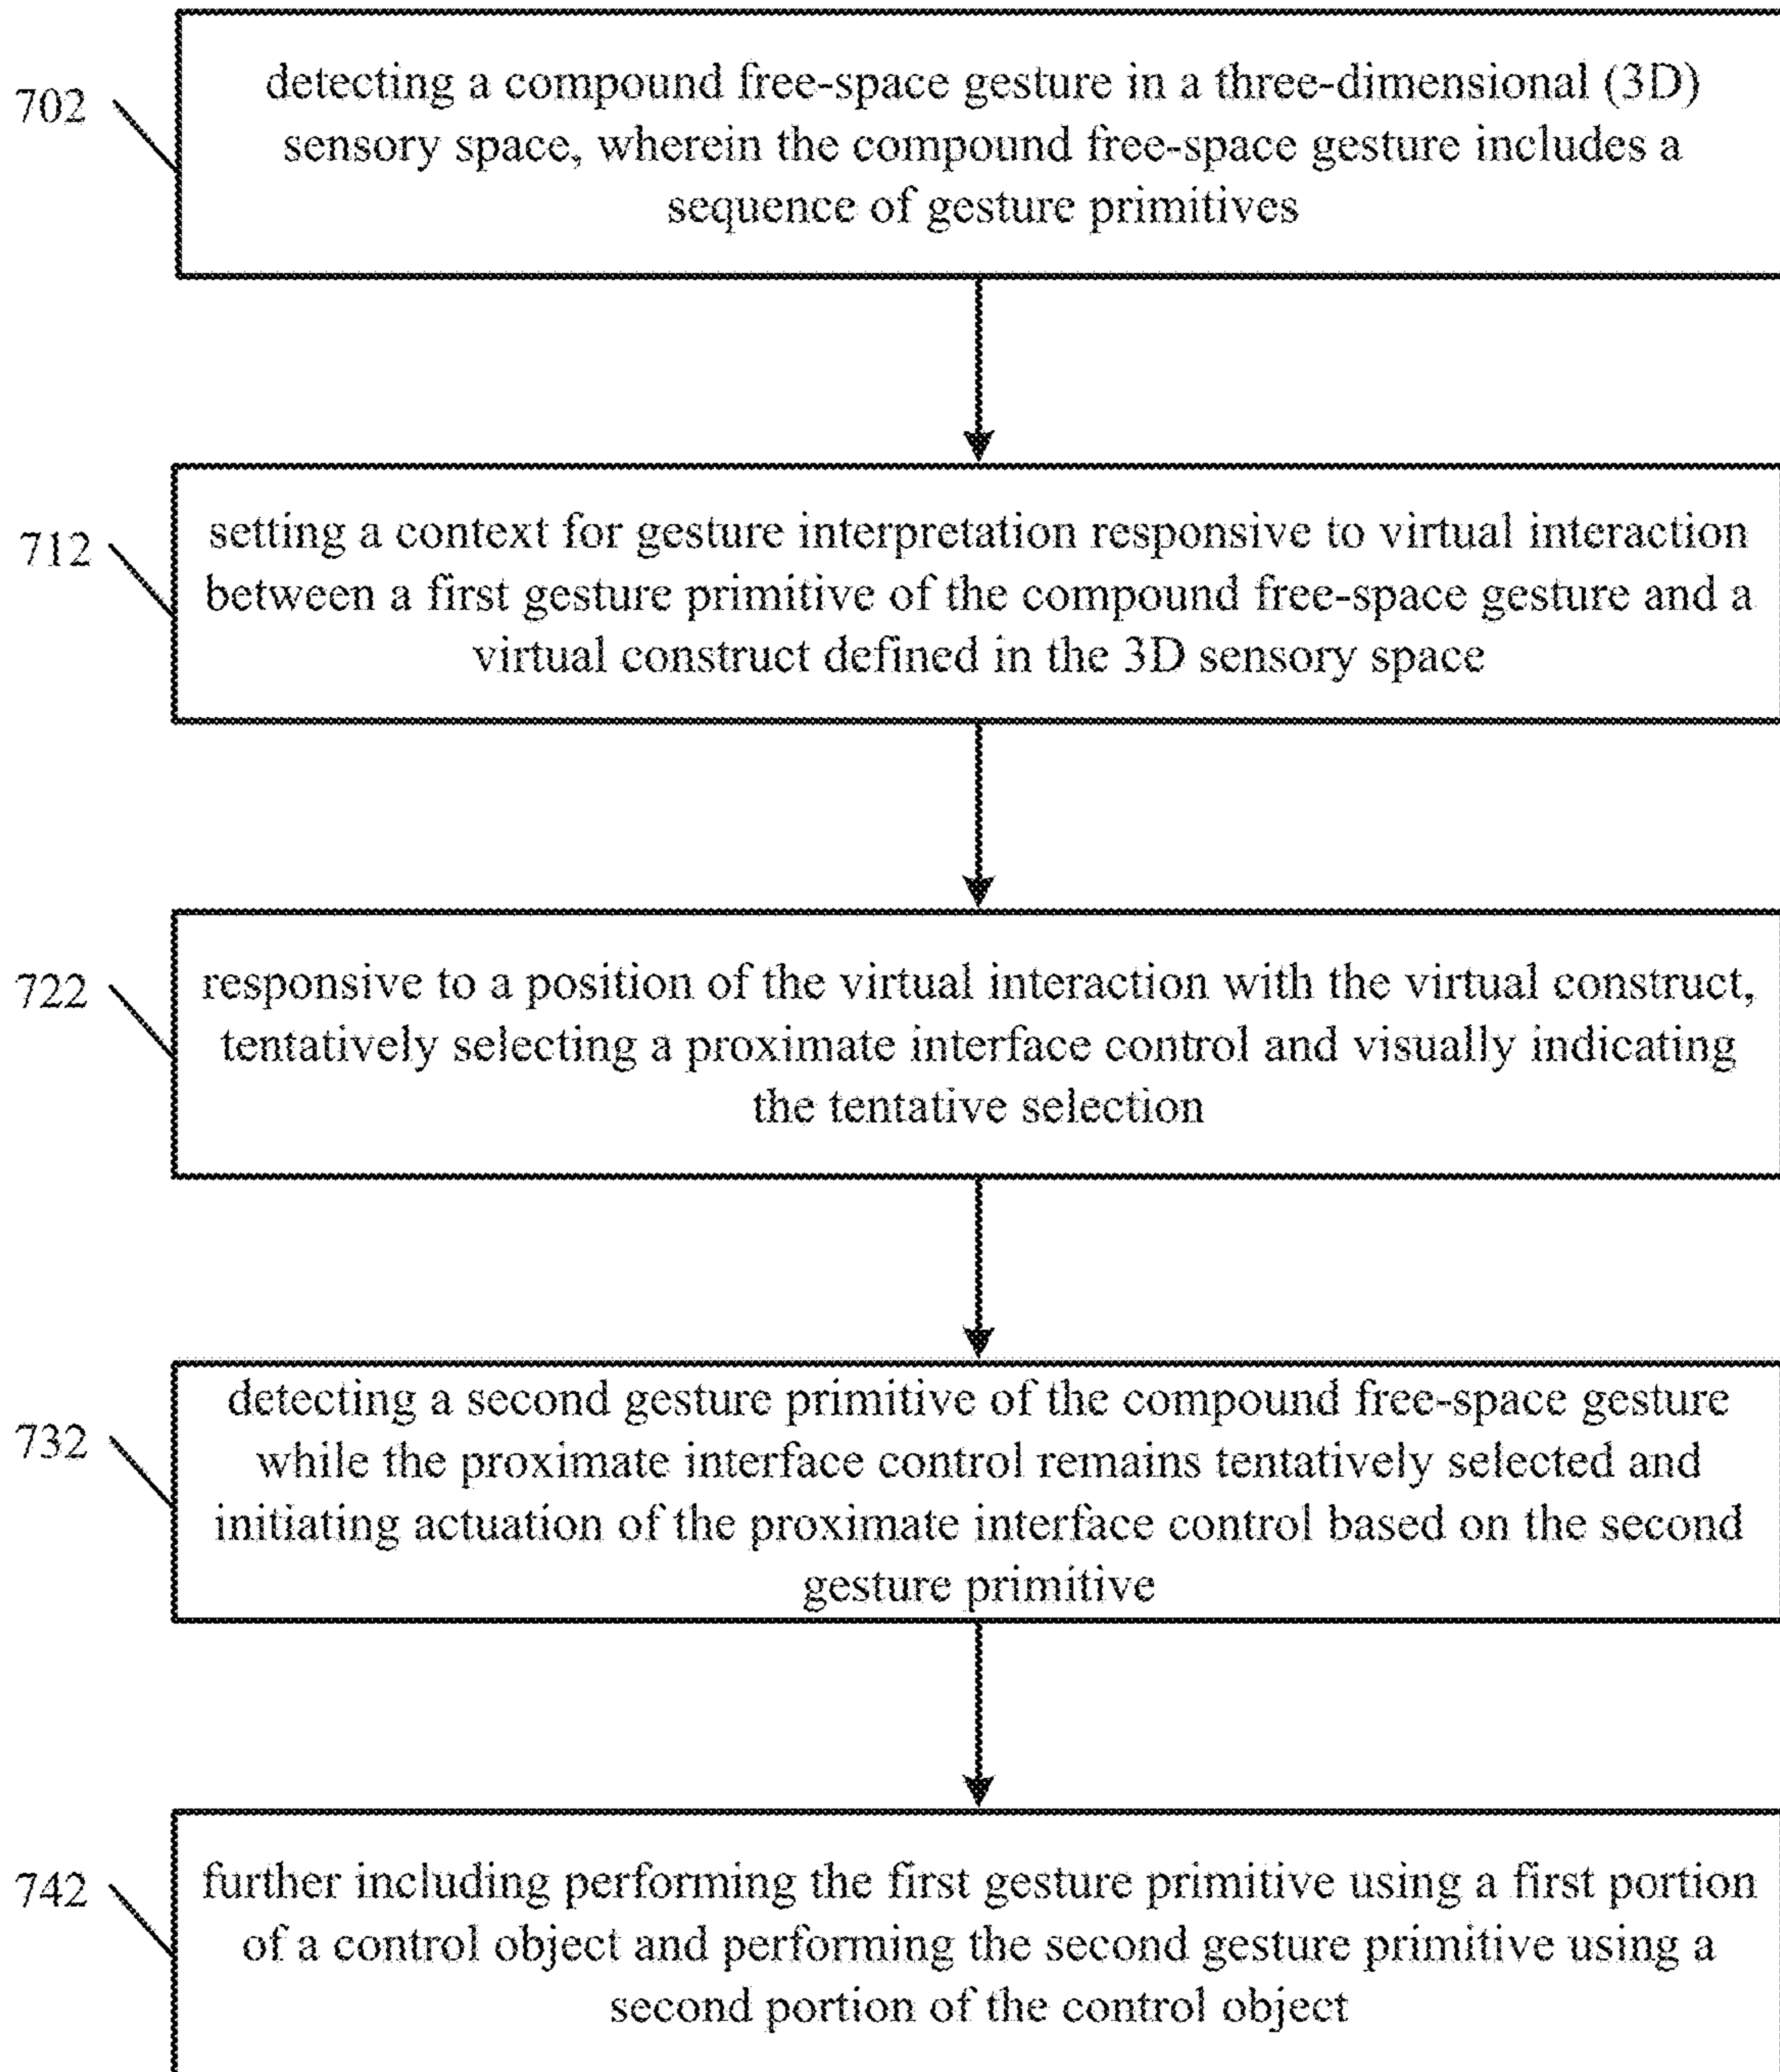 702
detecting a compound free-space gesture in a three-dimensional (3D)
sensory space, wherein the compound free-space gesture includes a
sequence of gesture primitives
712
setting a context for gesture interpretation responsive to virtual interaction
between a first gesture primitive of the compound free-space gesture and a
virtual construct defined in the 3D sensory space
722
responsive to a position of the virtual interaction with the virtual construct,
tentatively selecting a proximate interface control and visually indicating
the tentative selection
732
detecting a second gesture primitive of the compound free-space gesture
while the proximate interface control remains tentatively selected and
initiating actuation of the proximate interface control based on the second
gesture primitive
742
further including performing the first gesture primitive using a first portion
of a control object and performing the second gesture primitive using a
second portion of the control object